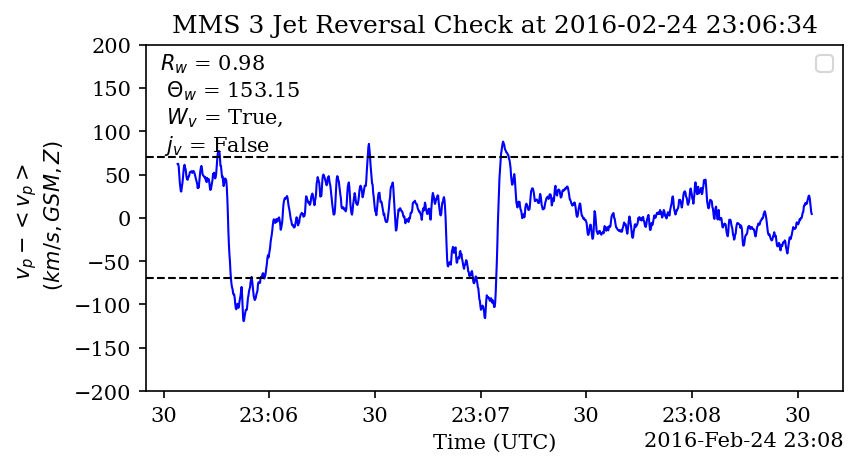 MMS 3 Jet Reversal Check at 2016-02-24 23:06:34
200
150
100
50
0
−50
−100
−150
−200
v_p − < v_p >
(km/s, GSM, Z)
R_w = 0.98
Θ_w = 153.15
W_v = True,
j_v = False
30 23:06 30 23:07 30 23:08 30
Time (UTC)
2016-Feb-24 23:08